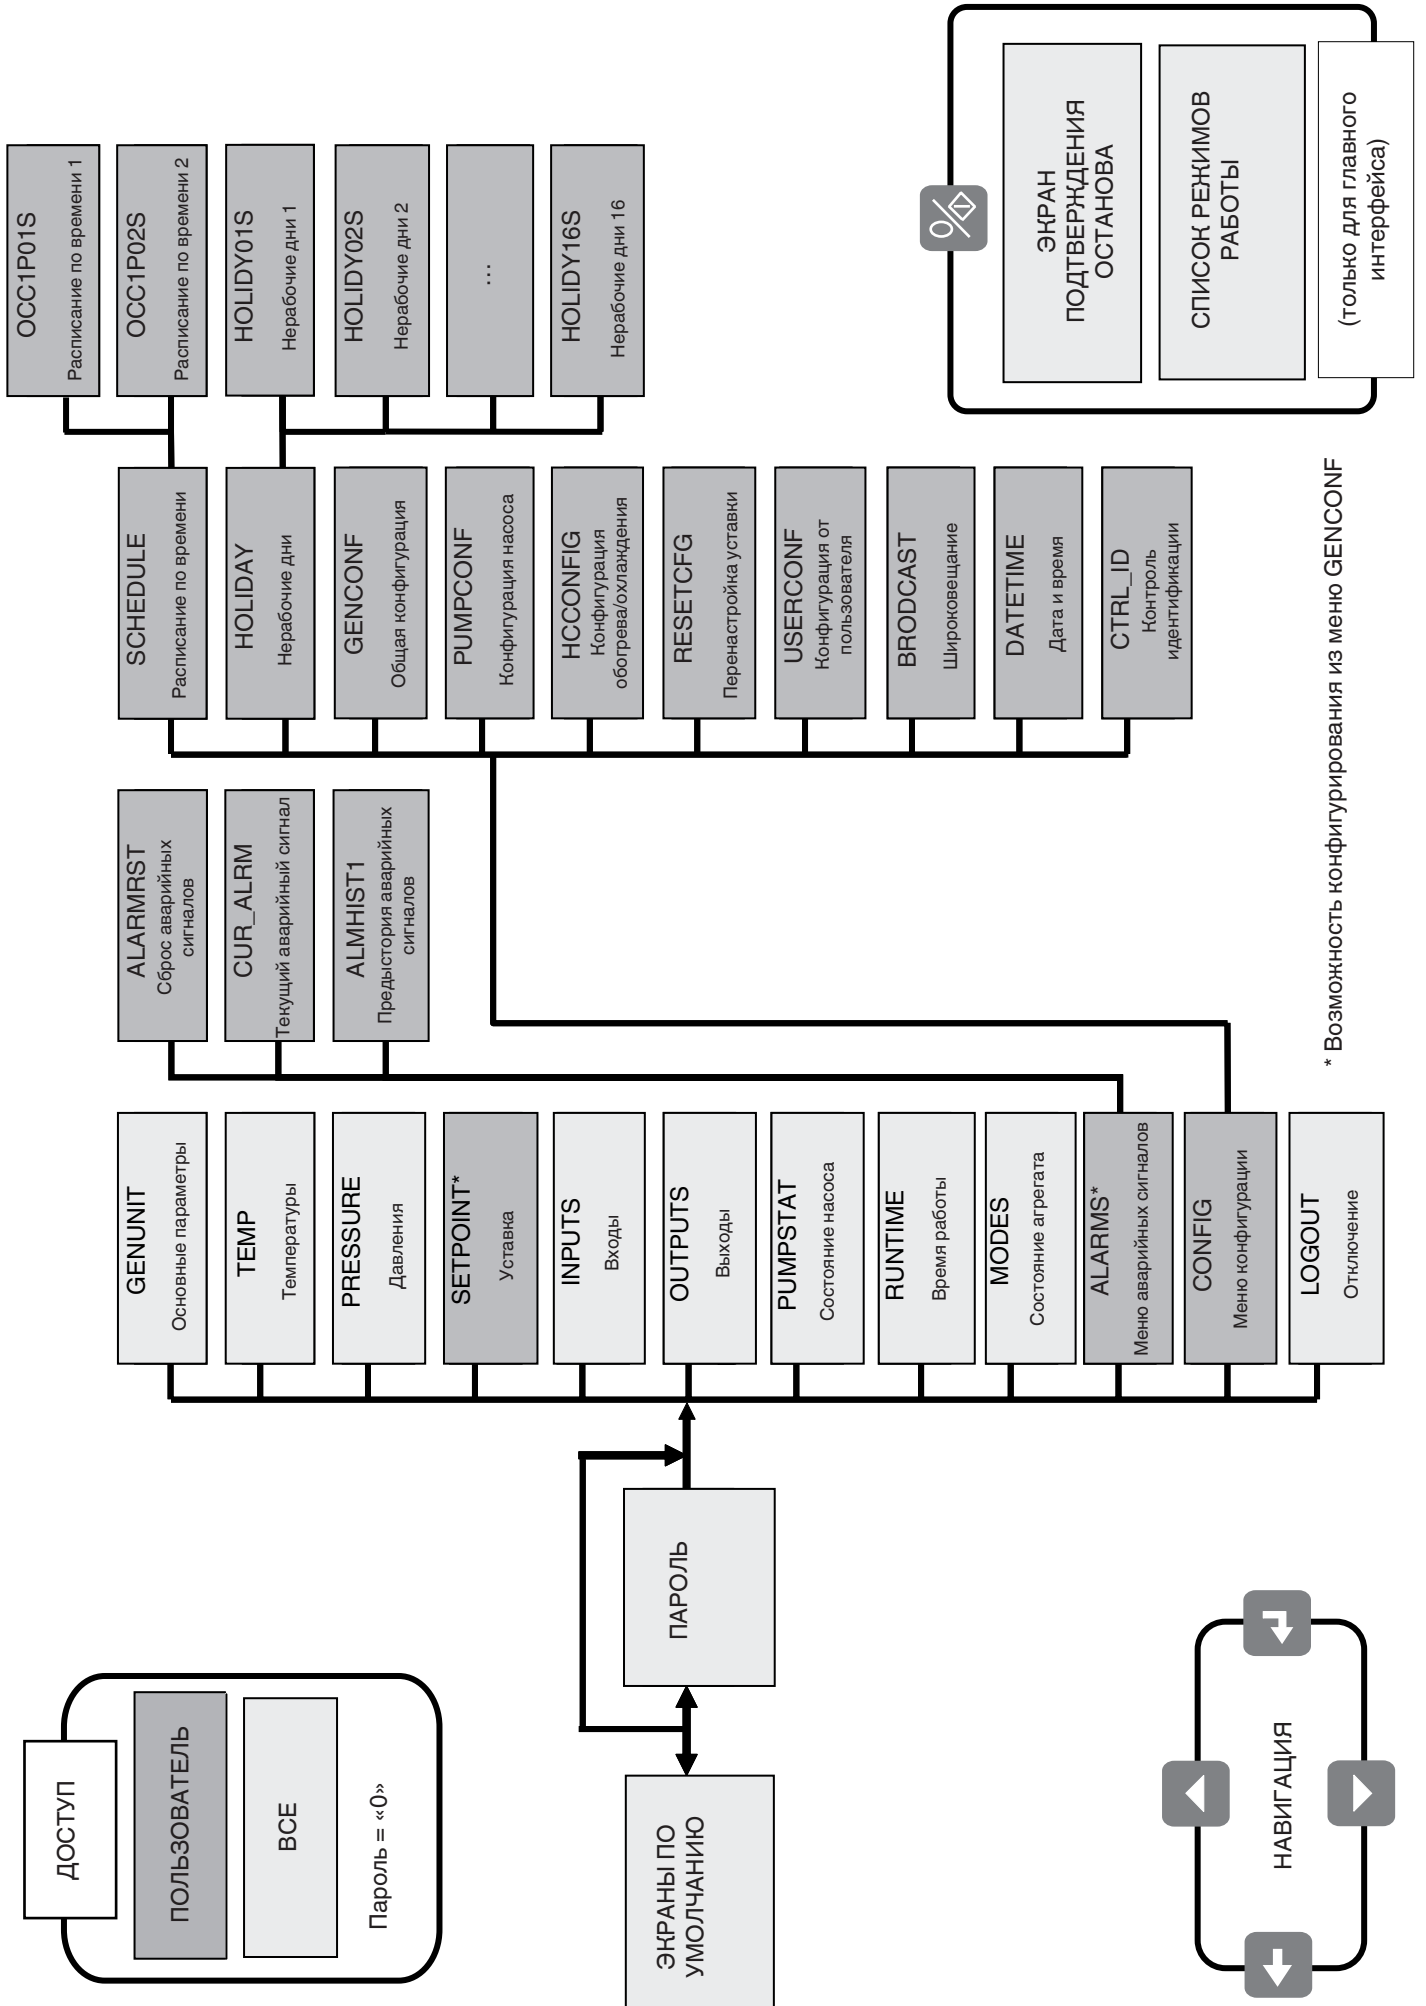 ДОСТУП
ПОЛЬЗОВАТЕЛЬ
ВСЕ
Пароль = «0»
ЭКРАНЫ ПО
УМОЛЧАНИЮ
ПАРОЛЬ
НАВИГАЦИЯ
GENUNIT
Основные параметры
TEMP
Температуры
PRESSURE
Давления
SETPOINT*
Уставка
INPUTS
Входы
OUTPUTS
Выходы
PUMPSTAT
Состояние насоса
RUNTIME
Время работы
MODES
Состояние агрегата
ALARMS*
Меню аварийных сигналов
CONFIG
Меню конфигурации
LOGOUT
Отключение
ALARMRST
Сброс аварийных
сигналов
CUR_ALRM
Текущий аварийный сигнал
ALMHIST1
Предыстория аварийных
сигналов
SCHEDULE
Расписание по времени
HOLIDAY
Нерабочие дни
GENCONF
Общая конфигурация
PUMPCONF
Конфигурация насоса
HCCONFIG
Конфигурация
обогрева/охлаждения
RESETCFG
Перенастройка уставки
USERCONF
Конфигурация от
пользователя
BRODCAST
Широковещание
DATETIME
Дата и время
CTRL_ID
Контроль
идентификации
OCC1P01S
Расписание по времени 1
OCC1P02S
Расписание по времени 2
HOLIDY01S
Нерабочие дни 1
HOLIDY02S
Нерабочие дни 2
...
HOLIDY16S
Нерабочие дни 16
ЭКРАН
ПОДТВЕРЖДЕНИЯ
ОСТАНОВА
СПИСОК РЕЖИМОВ
РАБОТЫ
(только для главного
интерфейса)
* Возможность конфигурирования из меню GENCONF